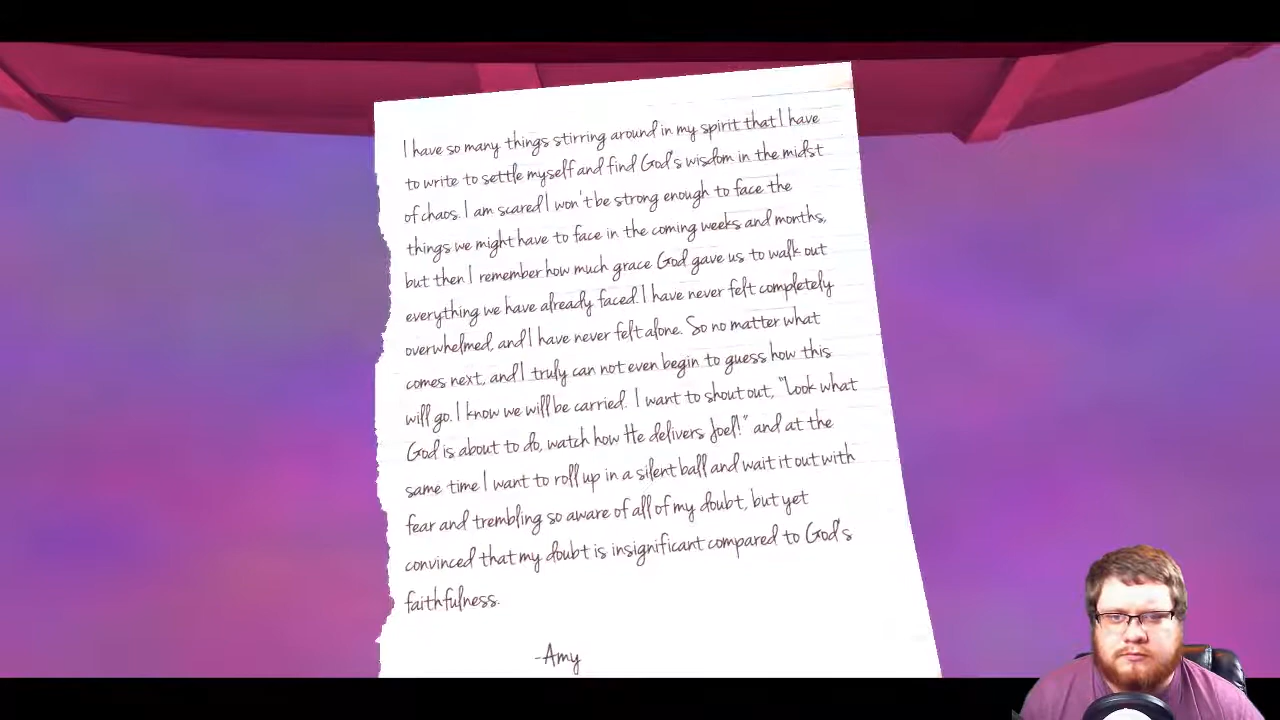 I have so many things stirring around in my spirit that I have
to write to settle myself and find God's wisdom in the midst
of chaos. I am scared I won't be strong enough to face the
things we might have to face in the coming weeks and months,
but then I remember how much grace God gave us to walk out
everything we have already faced. I have never felt completely
overwhelmed, and I have never felt alone. So no matter what
comes next, and I truly can not even begin to guess how this
will go. I know we will be carried. I want to shout out, "Look what
God is about to do, watch how He delivers Joel!" and at the
same time I want to roll up in a silent ball and wait it out with
fear and trembling so aware of all of my doubt, but yet
convinced that my doubt is insignificant compared to God's
faithfulness.
-Amy